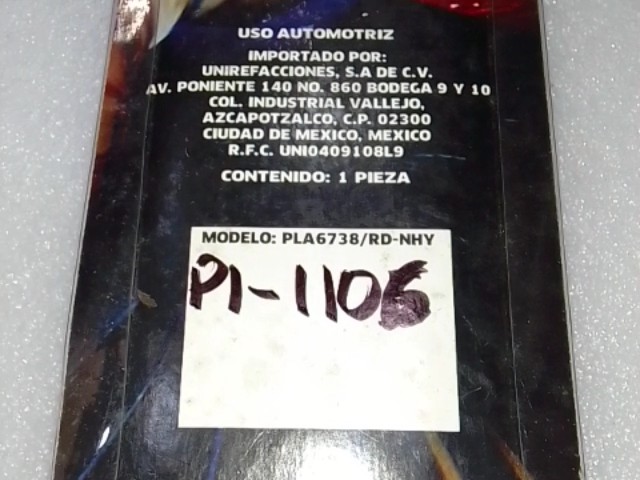 USO AUTOMOTRIZ
IMPORTADO POR:
UNIREFACCIONES, S.A DE C.V.
AV. PONIENTE 140 NO. 860 BODEGA 9 Y 10
COL. INDUSTRIAL VALLEJO,
AZCAPOTZALCO, C.P. 02300
CIUDAD DE MEXICO, MEXICO
R.F.C. UNI0409108L9
CONTENIDO: 1 PIEZA
MODELO: PLA6738/RD-NHY
PI-1106